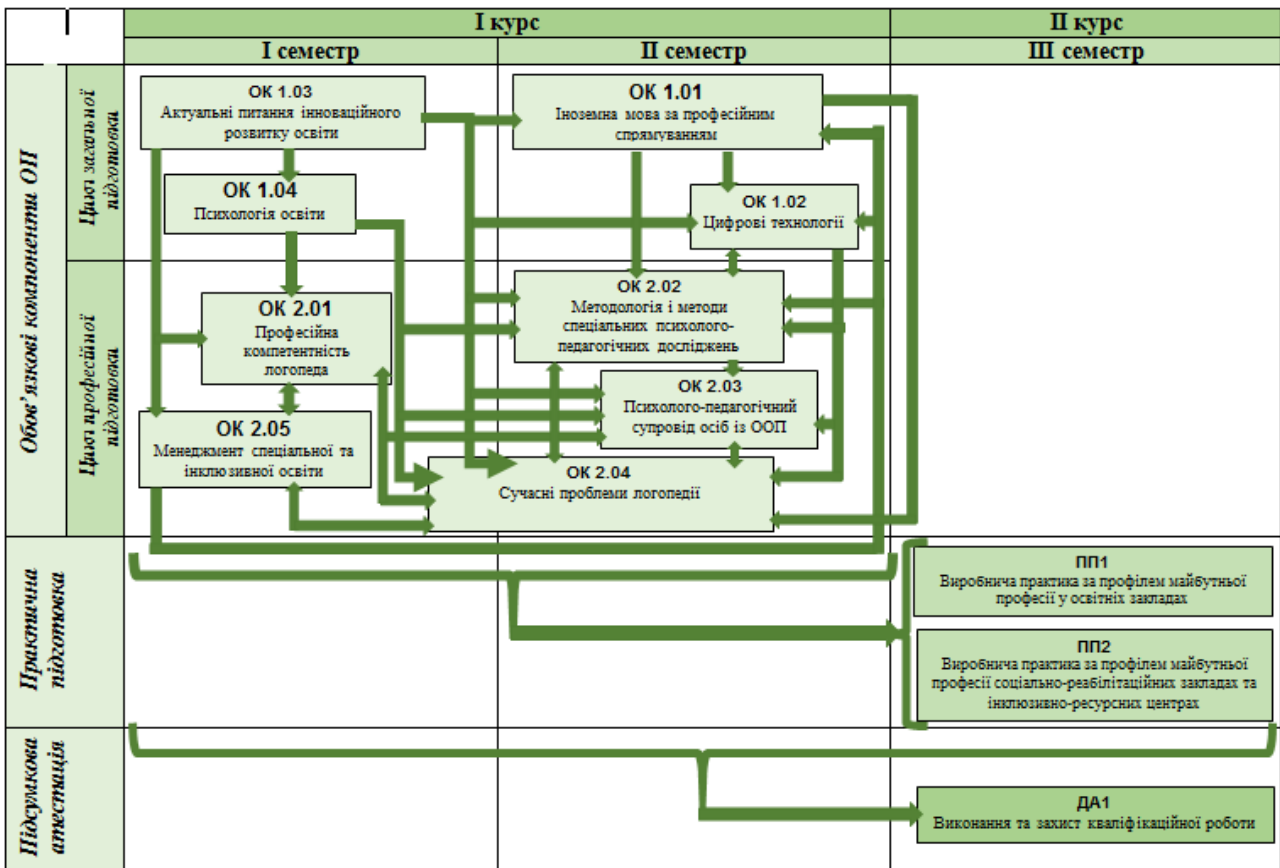 І курс
ІІ курс
І семестр
ІІ семестр
ІІІ семестр
Обов’язкові компоненти ОП
Цикл загальної
підготовки
ОК 1.03
Актуальні питання інноваційного
розвитку освіти
ОК 1.01
Іноземна мова за професійним
спрямуванням
ОК 1.04
Психологія освіти
ОК 1.02
Цифрові технології
Цикл професійної
підготовки
ОК 2.01
Професійна
компетентність
логопеда
ОК 2.02
Методологія і методи
спеціальних психолого-
педагогічних досліджень
ОК 2.03
Психолого-педагогічний
супровід осіб із ООП
ОК 2.05
Менеджмент спеціальної та
інклюзивної освіти
ОК 2.04
Сучасні проблеми логопедії
Практична
підготовка
ПП1
Виробнича практика за профілем майбутньої
професії у освітніх закладах
ПП2
Виробнича практика за профілем майбутньої
професії соціально-реабілітаційних закладах та
інклюзивно-ресурсних центрах
Підсумкова
атестація
ДА1
Виконання та захист кваліфікаційної роботи